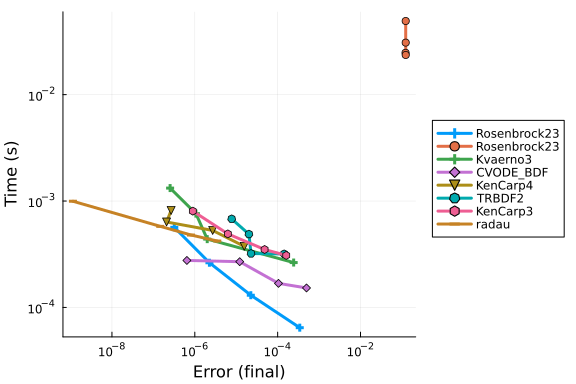 Time (s)
10⁻²
10⁻³
10⁻⁴
10⁻⁸
10⁻⁶
10⁻⁴
10⁻²
Error (final)
Rosenbrock23
Rosenbrock23
Kvaerno3
CVODE_BDF
KenCarp4
TRBDF2
KenCarp3
radau